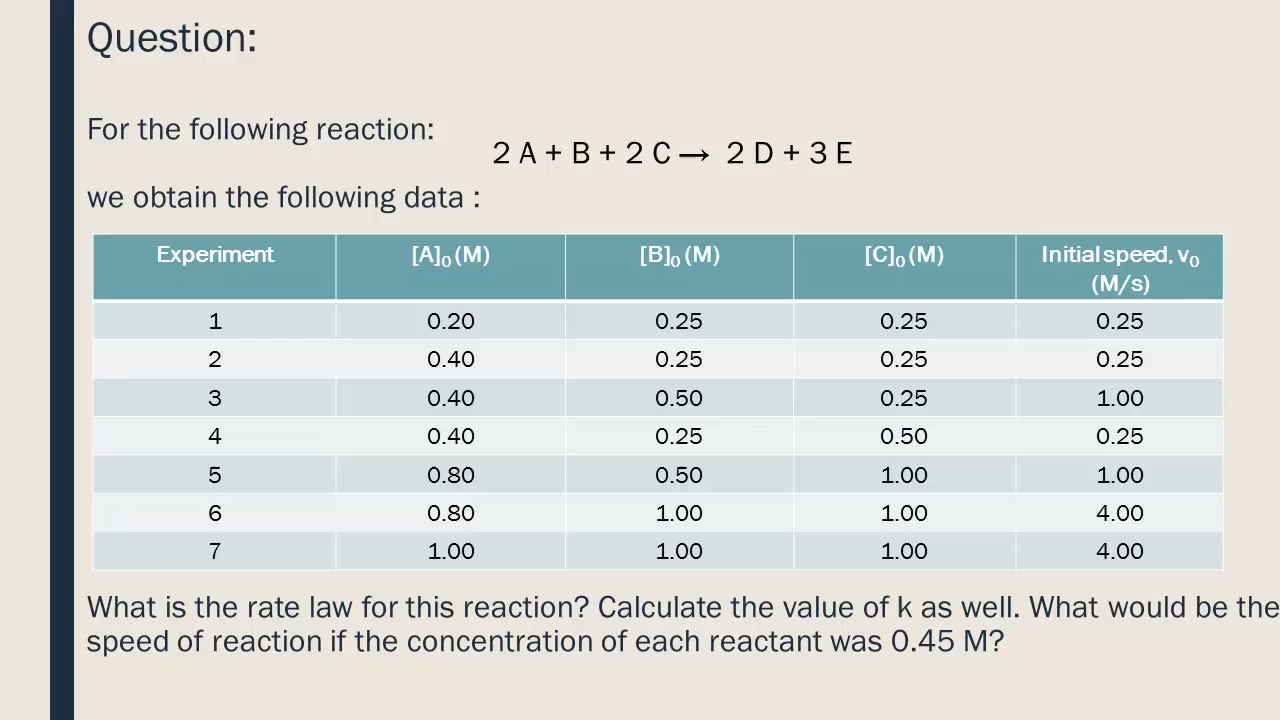 Question:
For the following reaction:
2 A + B + 2 C → 2 D + 3 E
we obtain the following data :
Experiment [A]₀ (M) [B]₀ (M) [C]₀ (M) Initial speed, v₀
(M/s)
1 0.20 0.25 0.25 0.25
2 0.40 0.25 0.25 0.25
3 0.40 0.50 0.25 1.00
4 0.40 0.25 0.50 0.25
5 0.80 0.50 1.00 1.00
6 0.80 1.00 1.00 4.00
7 1.00 1.00 1.00 4.00
What is the rate law for this reaction? Calculate the value of k as well. What would be the
speed of reaction if the concentration of each reactant was 0.45 M?